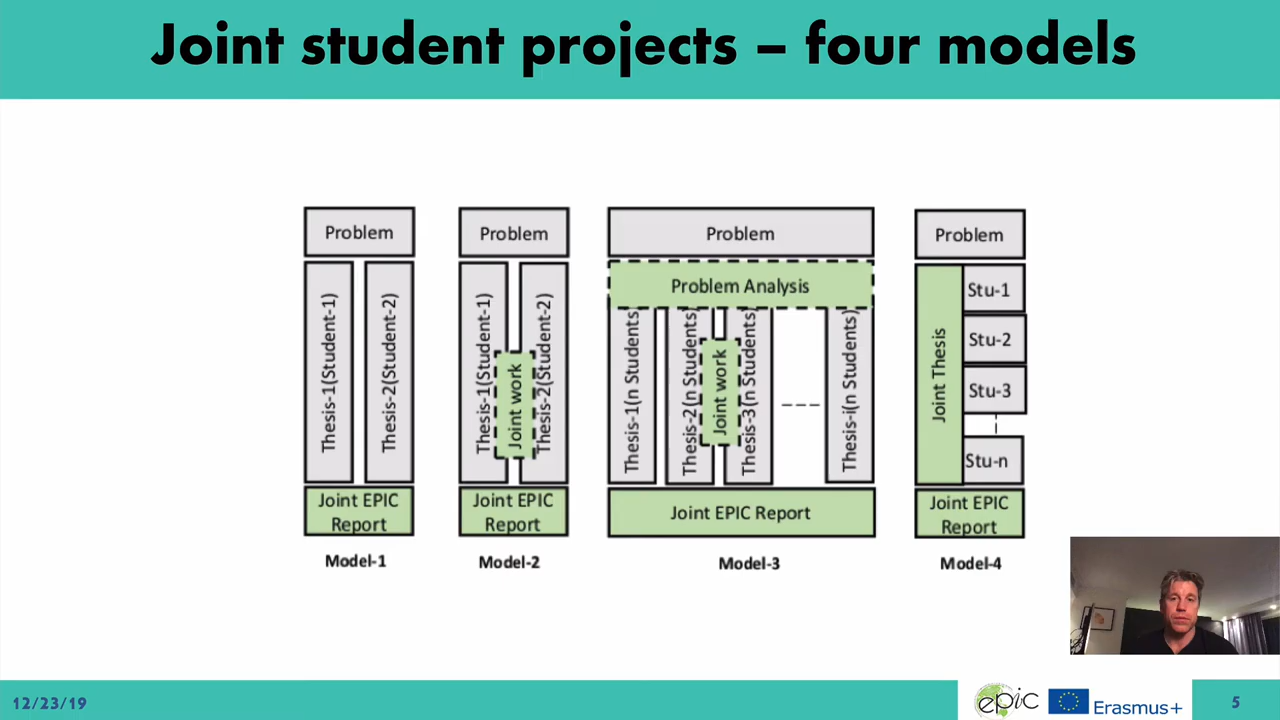 Joint student projects – four models
Problem
Thesis-1(Student-1)
Thesis-2(Student-2)
Joint EPIC
Report
Model-1
Problem
Thesis-1(Student-1)
Joint work
Thesis-2(Student-2)
Joint EPIC
Report
Model-2
Problem
Problem Analysis
Thesis-1(n Students)
Thesis-2(n Students)
Joint work
Thesis-3(n Students)
Thesis-i(n Students)
Joint EPIC Report
Model-3
Problem
Joint Thesis
Stu-1
Stu-2
Stu-3
Stu-n
Joint EPIC
Report
Model-4
12/23/19
epic
Erasmus+
5